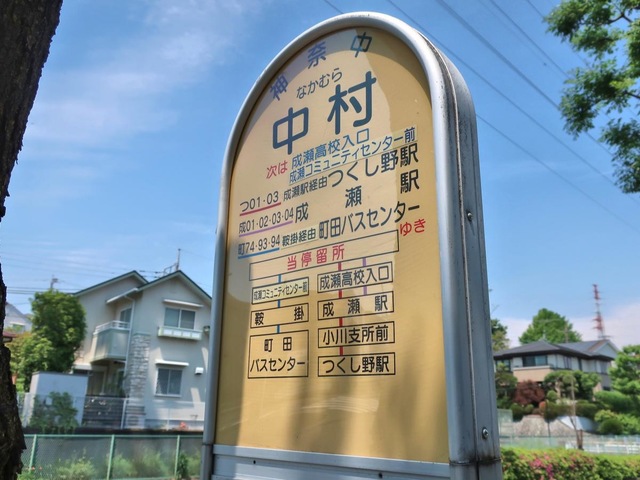 神奈中
なかむら
中村
次は 成瀬高校入口
成瀬コミュニティセンター前
つ01・03 成瀬駅経由 つくし野駅
成01・02・03・04 成瀬駅
町74・93・94 鞍掛経由 町田バスセンター ゆき
当停留所
成瀬コミュニティセンター前 成瀬高校入口
鞍掛 成瀬駅
町田バスセンター 小川支所前
つくし野駅